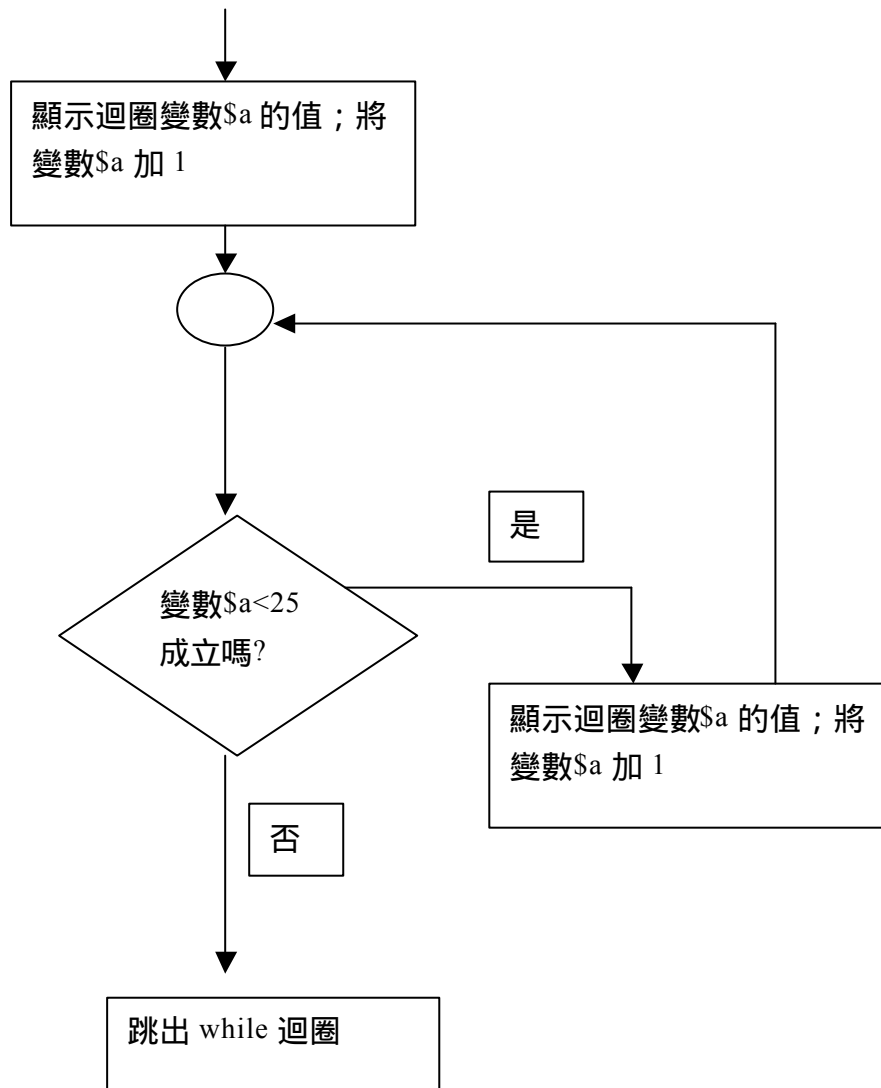 顯示迴圈變數$a 的值；將
變數$a 加 1
是
變數$a<25
成立嗎?
顯示迴圈變數$a 的值；將
變數$a 加 1
否
跳出 while 迴圈